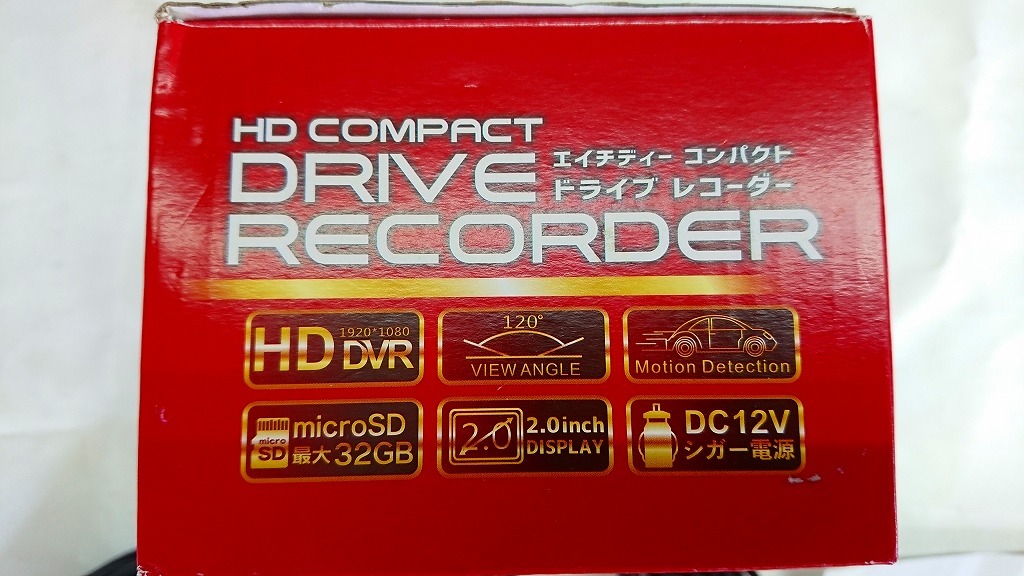 HD COMPACT
DRIVE エイチディー コンパクト
ドライブ レコーダー
RECORDER
HD 1920*1080
DVR
120°
VIEW ANGLE
Motion Detection
micro
SD
microSD
最大32GB
2.0
2.0inch
DISPLAY
DC12V
シガー電源